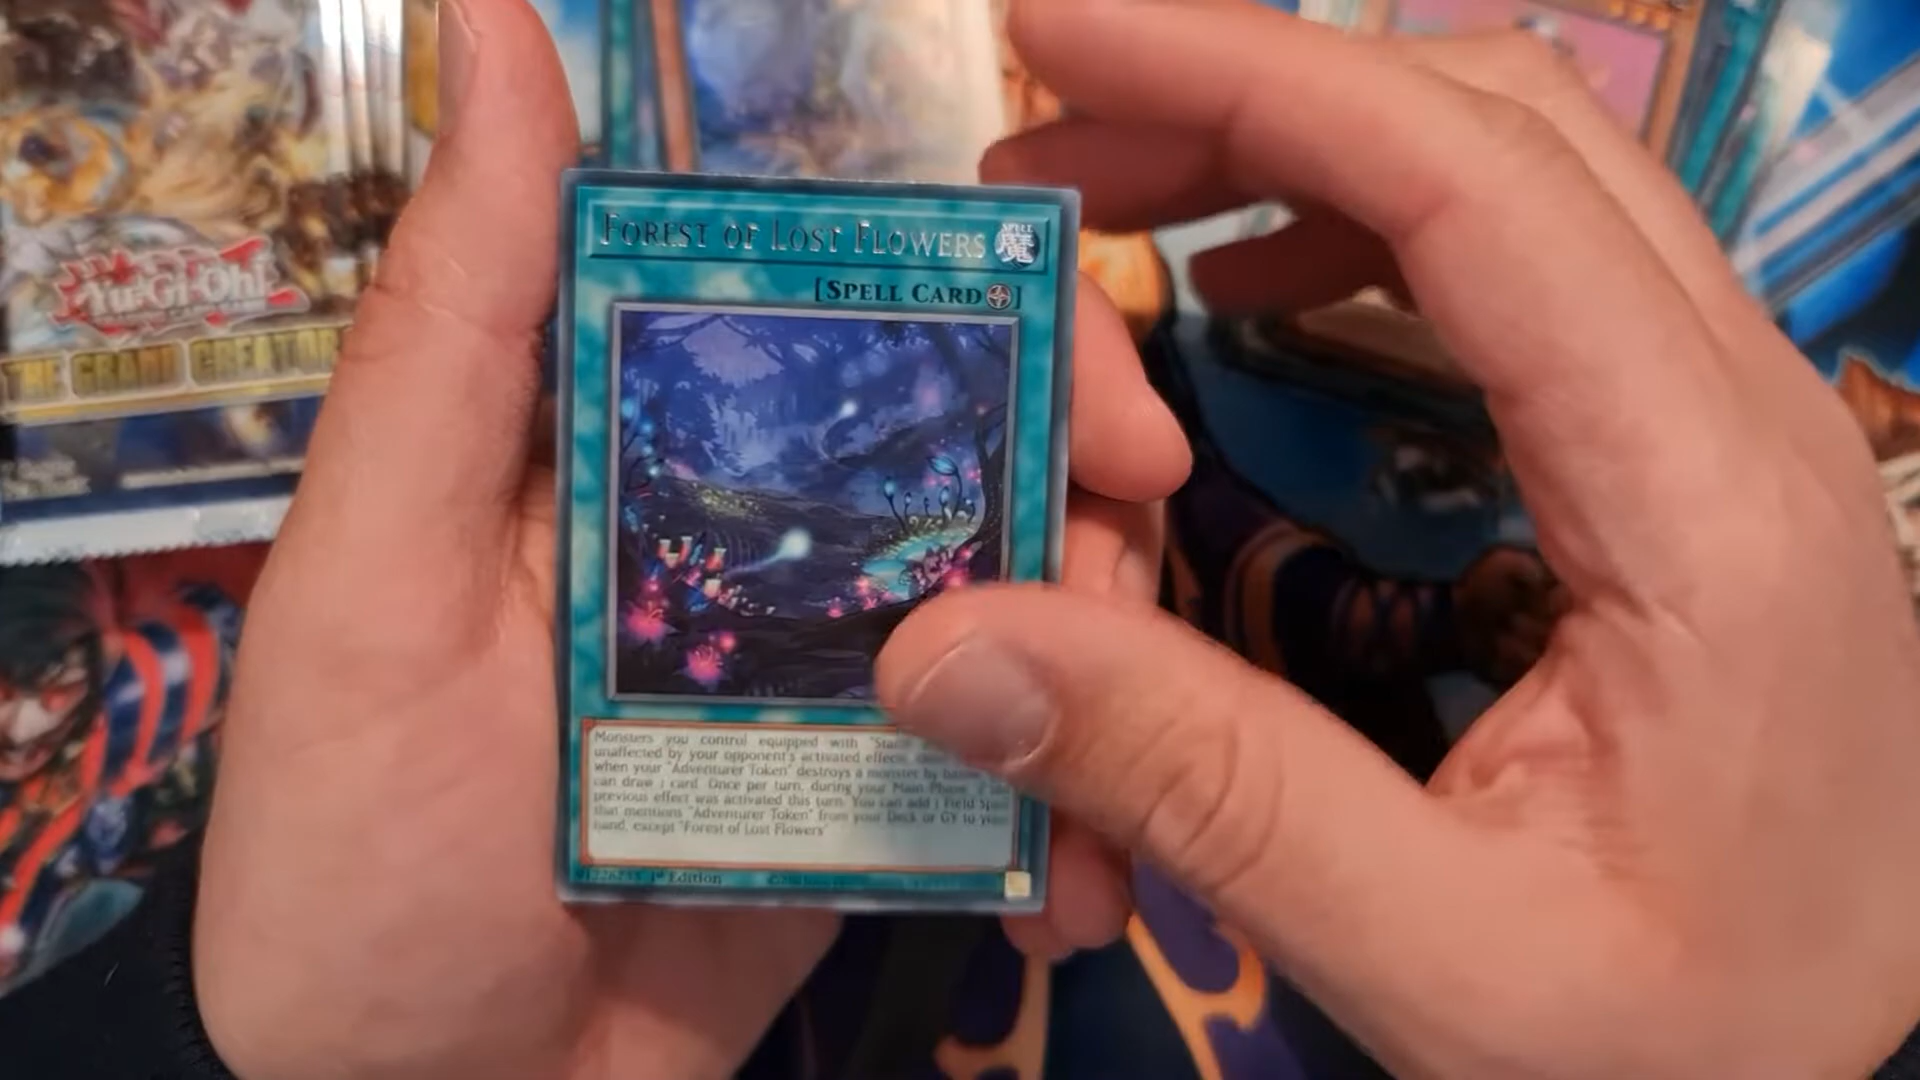 Yu-Gi-Oh!
THE GRAND CREATOR
FOREST OF LOST FLOWERS
SPELL
魔
[SPELL CARD]
Monsters you control equipped with "Sta
unaffected by your opponent's activated effects
when your "Adventurer Token" destroys a monster by battle
can draw 1 card. Once per turn, during your Main Phase, if
previous effect was activated this turn: You can add 1 Field Spell
that mentions "Adventurer Token" from your Deck or GY to your
hand, except "Forest of Lost Flowers"
1st Edition